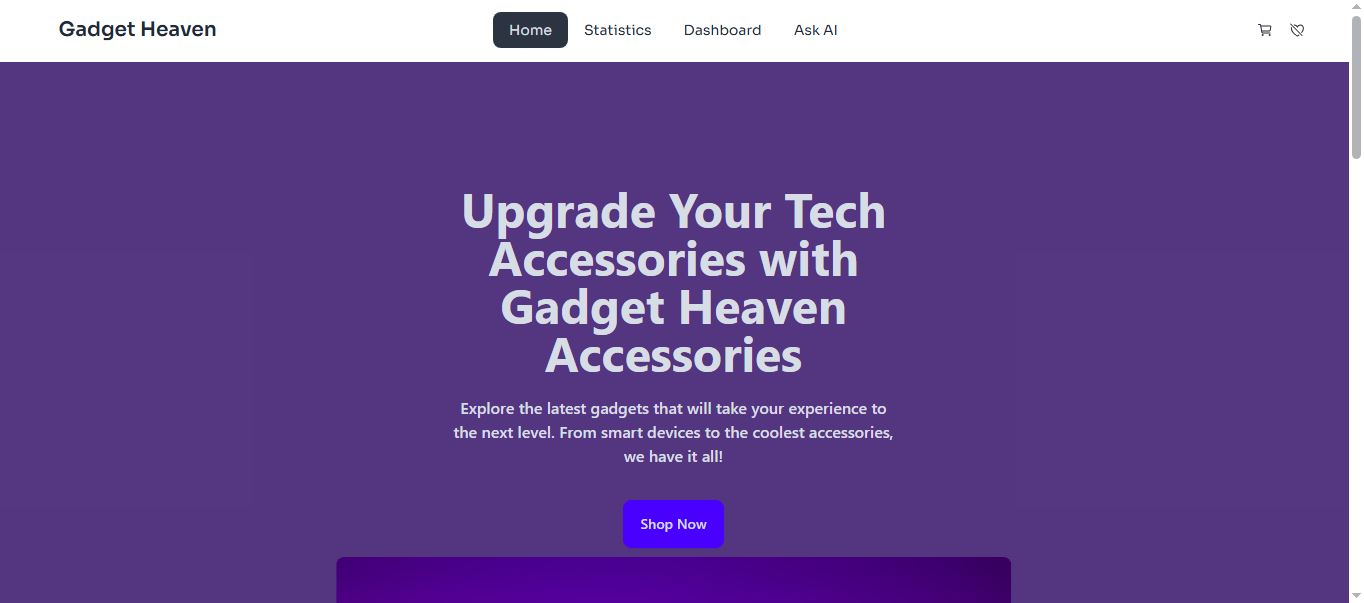 Gadget Heaven
Home Statistics Dashboard Ask AI
Upgrade Your Tech
Accessories with
Gadget Heaven
Accessories
Explore the latest gadgets that will take your experience to
the next level. From smart devices to the coolest accessories,
we have it all!
Shop Now